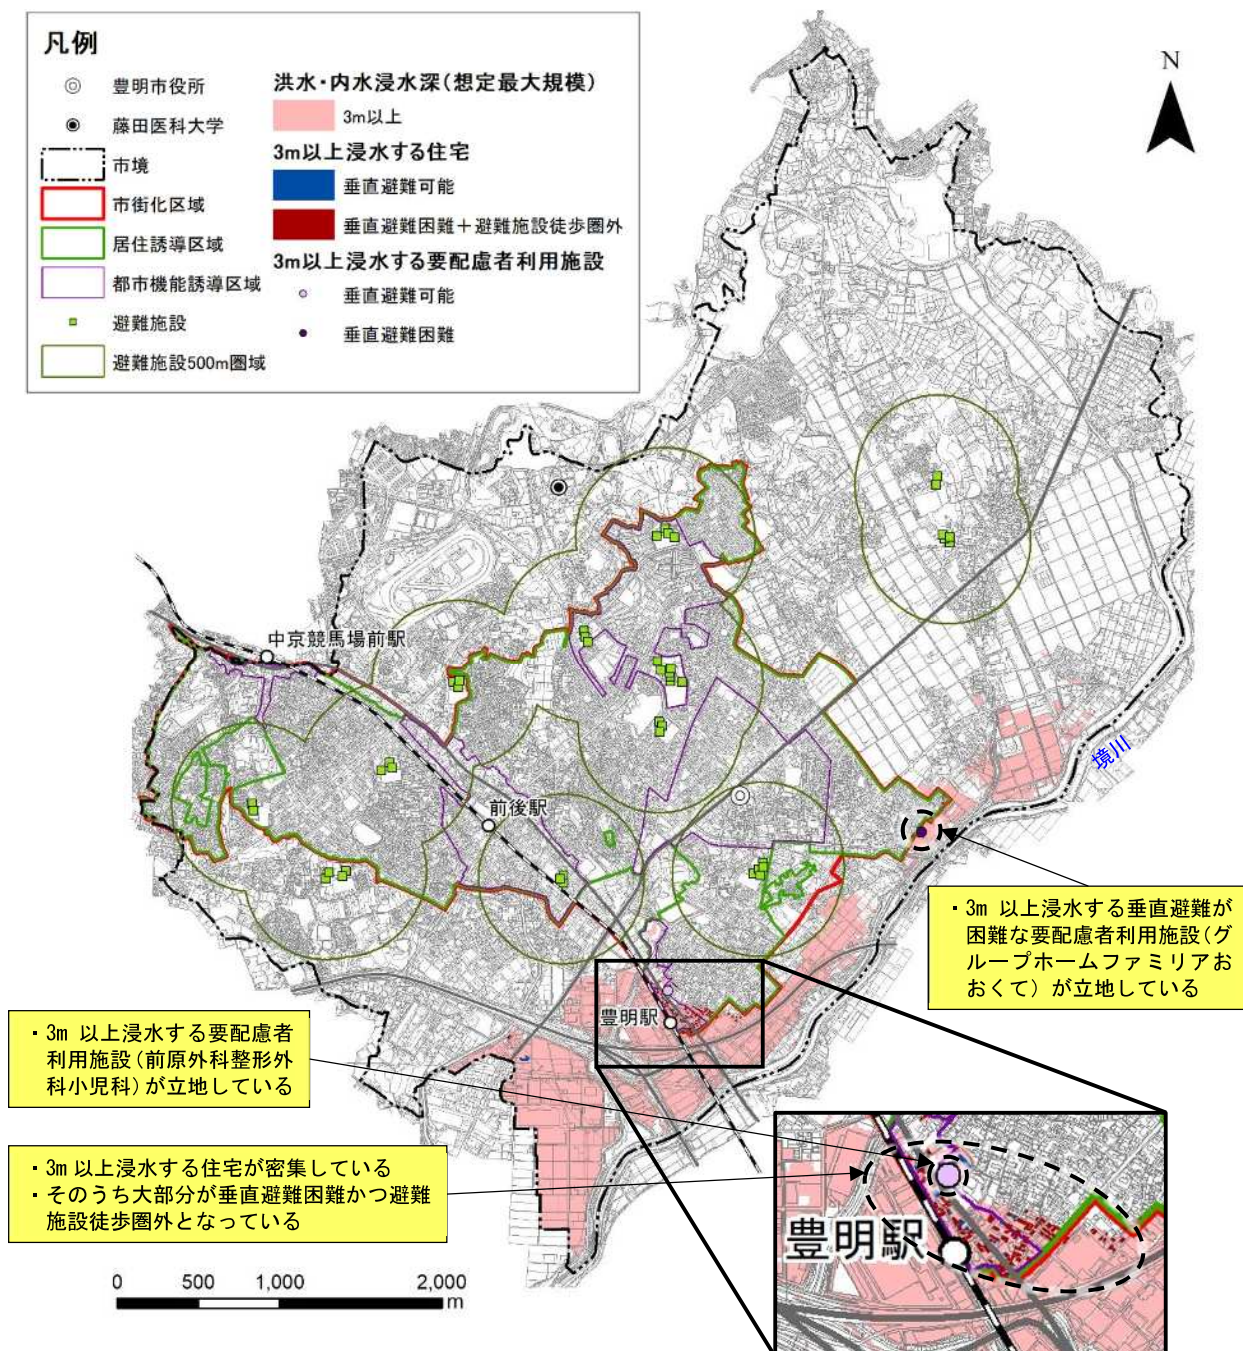 凡例
豊明市役所
藤田医科大学
市境
市街化区域
居住誘導区域
都市機能誘導区域
避難施設
避難施設500m圏域
洪水・内水浸水深（想定最大規模）
3m以上
3m以上浸水する住宅
垂直避難可能
垂直避難困難＋避難施設徒歩圏外
3m以上浸水する要配慮者利用施設
垂直避難可能
垂直避難困難
N
中京競馬場前駅
前後駅
境川
豊明駅
・3m 以上浸水する垂直避難が
困難な要配慮者利用施設（グ
ループホームファミリアお
おくて）が立地している
・3m 以上浸水する要配慮者
利用施設（前原外科整形外
科小児科）が立地している
・3m 以上浸水する住宅が密集している
・そのうち大部分が垂直避難困難かつ避難
施設徒歩圏外となっている
豊明駅
0 500 1,000 2,000
m